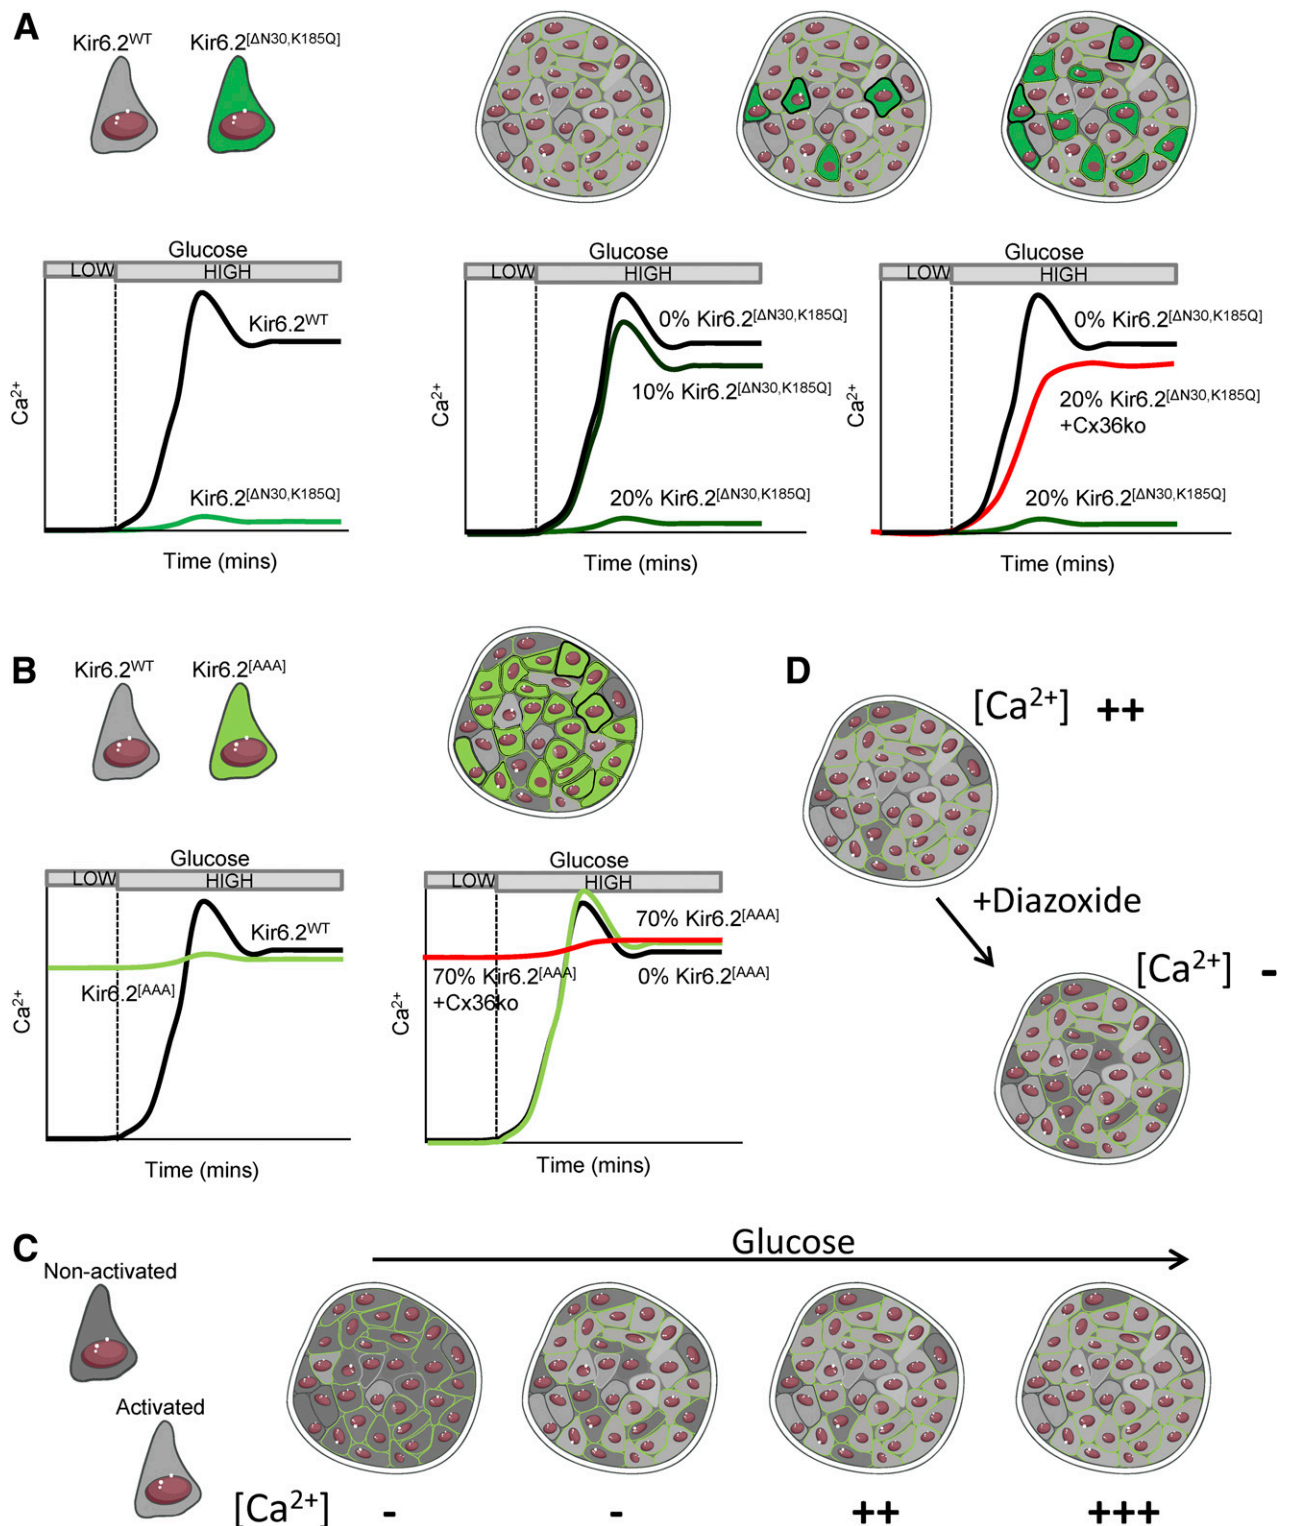 A
Kir6.2^WT
Kir6.2^[ΔN30,K185Q]
Glucose
LOW
HIGH
Kir6.2^WT
Kir6.2^[ΔN30,K185Q]
Ca²⁺
Time (mins)
Glucose
LOW
HIGH
0% Kir6.2^[ΔN30,K185Q]
10% Kir6.2^[ΔN30,K185Q]
20% Kir6.2^[ΔN30,K185Q]
Ca²⁺
Time (mins)
Glucose
LOW
HIGH
0% Kir6.2^[ΔN30,K185Q]
20% Kir6.2^[ΔN30,K185Q]
+Cx36ko
20% Kir6.2^[ΔN30,K185Q]
Ca²⁺
Time (mins)
B
Kir6.2^WT
Kir6.2^[AAA]
Glucose
LOW
HIGH
Kir6.2^WT
Kir6.2^[AAA]
Ca²⁺
Time (mins)
Glucose
LOW
HIGH
70% Kir6.2^[AAA]
70% Kir6.2^[AAA]
+Cx36ko
0% Kir6.2^[AAA]
Ca²⁺
Time (mins)
D
[Ca²⁺] ++
+Diazoxide
[Ca²⁺] -
C
Non-activated
Activated
Glucose
[Ca²⁺] - - ++ +++